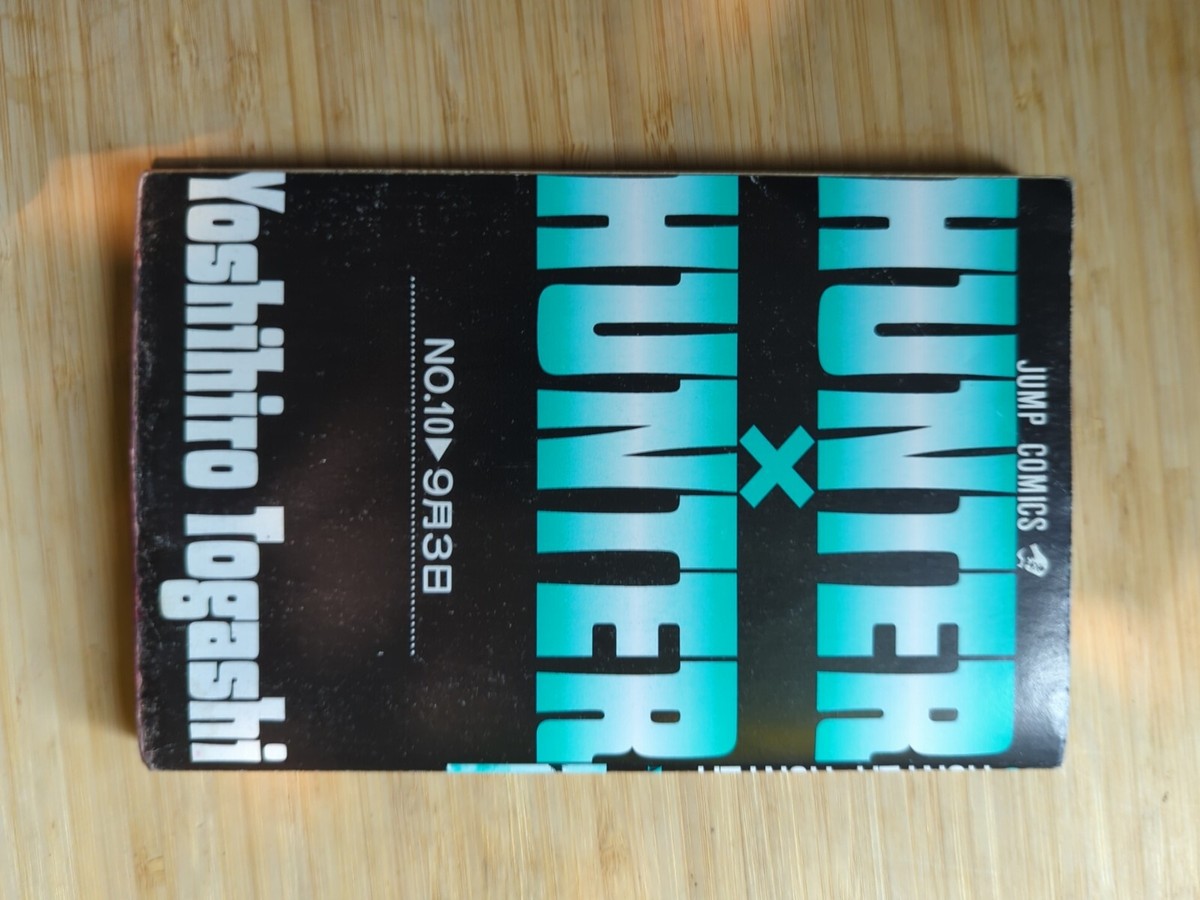 JUMP COMICS
HUNTER
×
HUNTER
NO.10▶9月3日
Yoshihiro Togashi